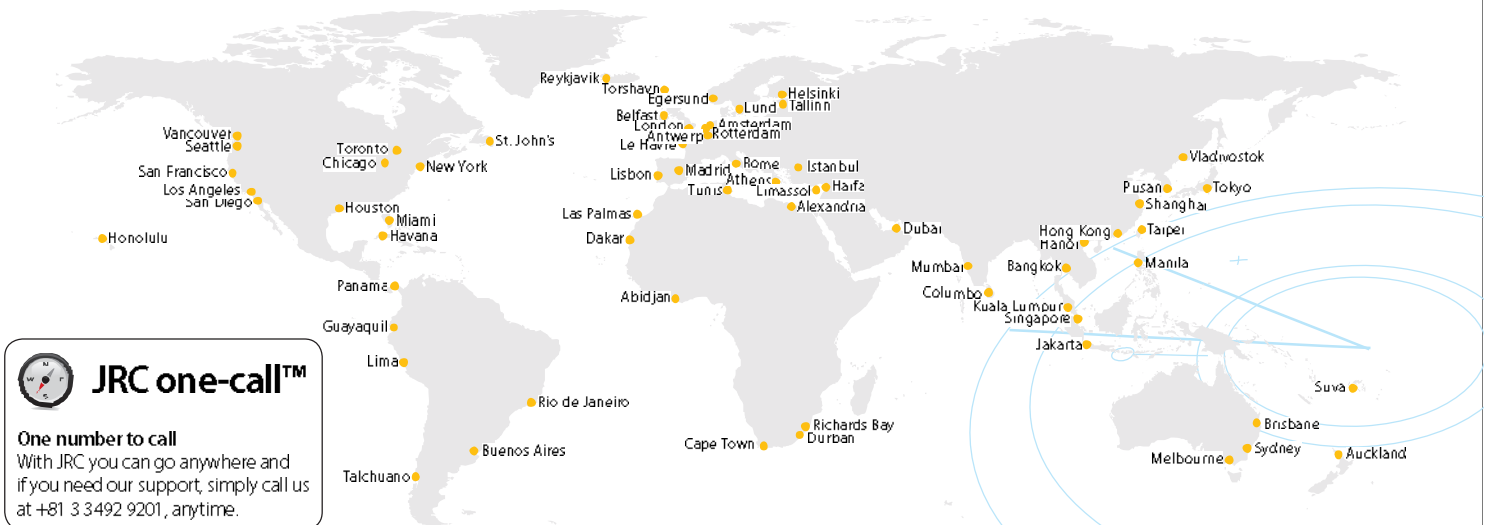 Reykjavik
Torshavn
Helsinki
Egersund
Tallinn
Lund
Belfast
Amsterdam
London
Vancouver
Antwerp
Rotterdam
St. John's
Seattle
Le Havre
Toronto
Vladivostok
Chicago
New York
Rome
Istanbul
San Francisco
Madrid
Lisbon
Athens
Haifa
Los Angeles
Tunis
Limassol
Pusan
Tokyo
San Diego
Houston
Alexandria
Shanghai
Las Palmas
Miami
Dubai
Hong Kong
Taipei
Honolulu
Havana
Dakar
Hanoi
Mumbai
Bangkok
Manila
Panama
Columbo
Abidjan
Kuala Lumpur
Singapore
Guayaquil
Jakarta
Lima
Suva
Rio de Janeiro
Richards Bay
Brisbane
Durban
Cape Town
Buenos Aires
Sydney
Auckland
Melbourne
Talchuano
N
W
S
JRC one-call™
One number to call
With JRC you can go anywhere and
if you need our support, simply call us
at +81 3 3492 9201, anytime.